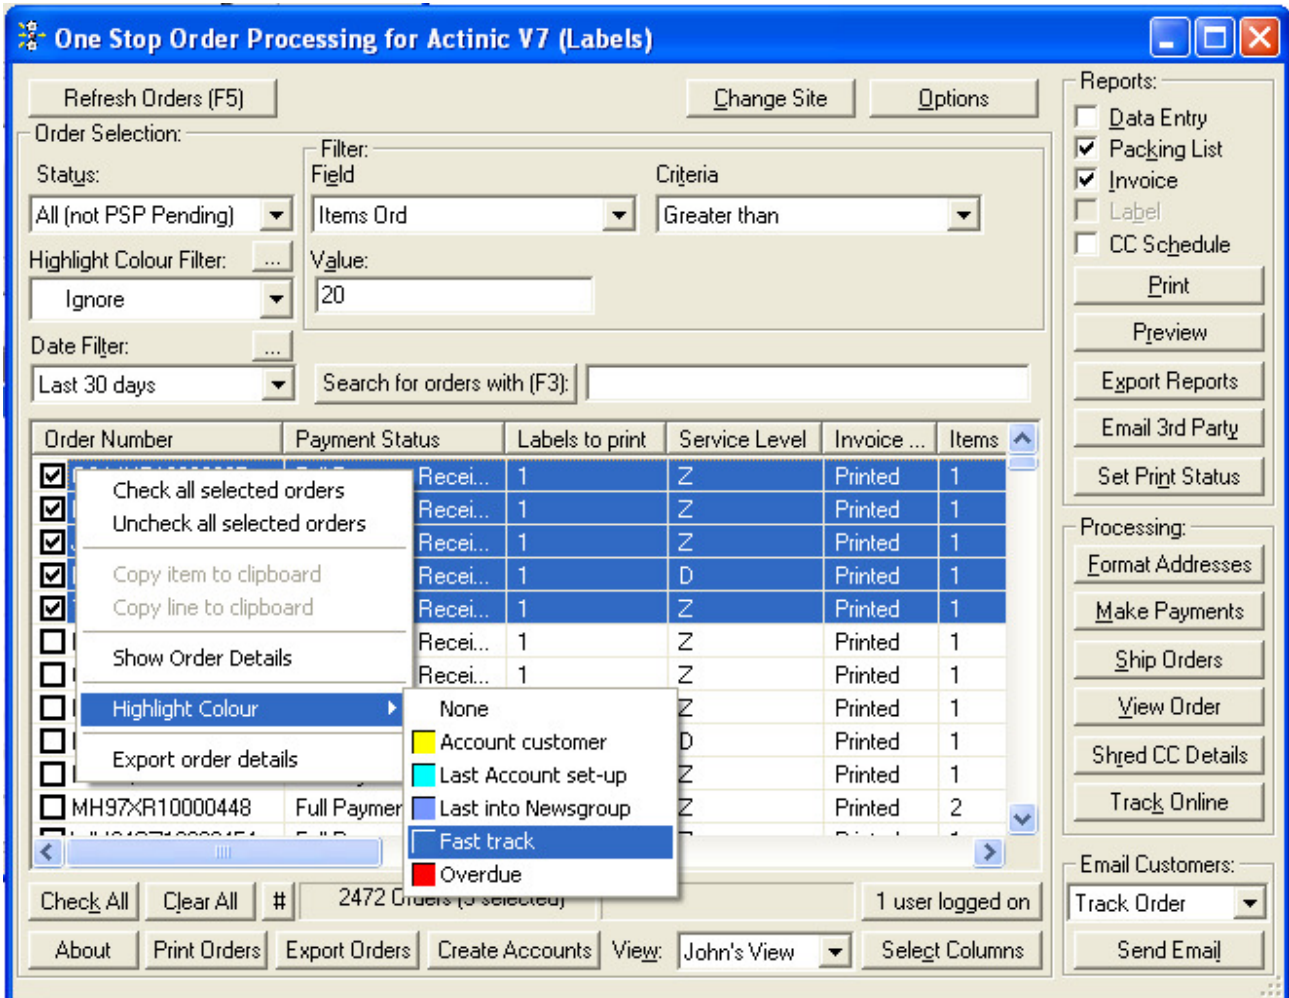 One Stop Order Processing for Actinic V7 (Labels)
Refresh Orders (F5)
Change Site
Options
Order Selection:
Status:
All (not PSP Pending)
Highlight Colour Filter:
...
Ignore
Date Filter:
...
Last 30 days
Filter:
Field
Criteria
Items Ord
Greater than
Value:
20
Search for orders with (F3):
Order Number Payment Status Labels to print Service Level Invoice ... Items
Recei... 1 Z Printed 1
Recei... 1 Z Printed 1
Recei... 1 Z Printed 1
Recei... 1 D Printed 1
Recei... 1 Z Printed 1
Recei... 1 Z Printed 1
Recei... 1 Z Printed 1
Z Printed 1
D Printed 1
Z Printed 1
MH97XR10000448 Full Paymer Z Printed 2
Check all selected orders
Uncheck all selected orders
Copy item to clipboard
Copy line to clipboard
Show Order Details
Highlight Colour
Export order details
None
Account customer
Last Account set-up
Last into Newsgroup
Fast track
Overdue
Check All
Clear All
#
2472 Orders (5 selected)
1 user logged on
About
Print Orders
Export Orders
Create Accounts
View:
John's View
Select Columns
Reports:
Data Entry
Packing List
Invoice
Label
CC Schedule
Print
Preview
Export Reports
Email 3rd Party
Set Print Status
Processing:
Format Addresses
Make Payments
Ship Orders
View Order
Shred CC Details
Track Online
Email Customers:
Track Order
Send Email